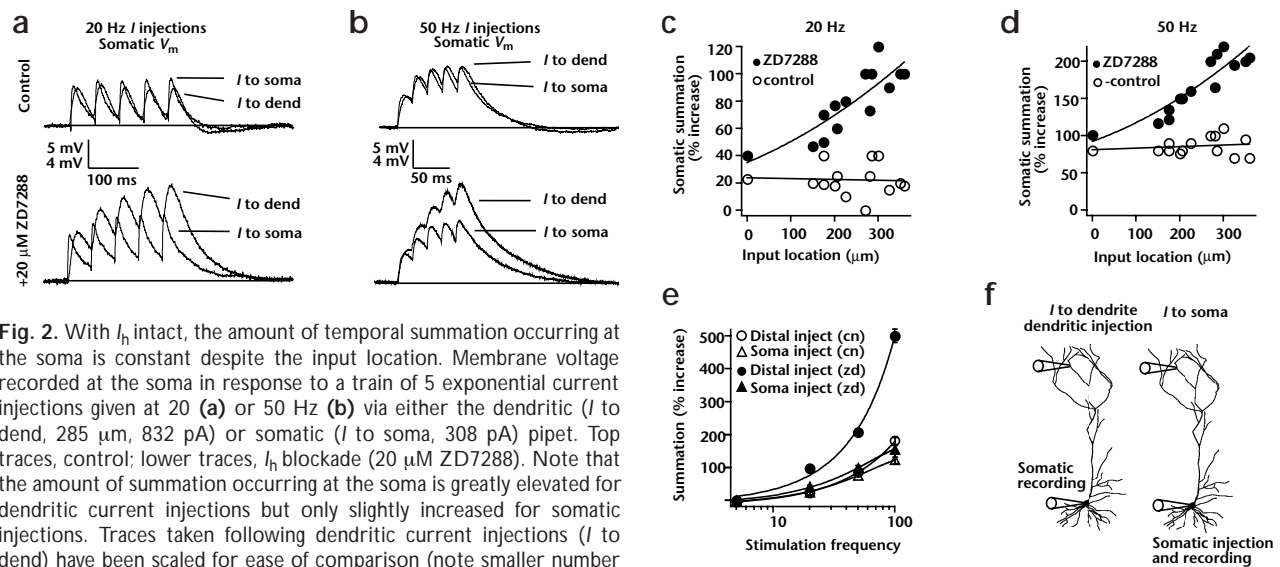 a
20 Hz I injections
Somatic Vm
Control
I to soma
I to dend
5 mV
4 mV
100 ms
+20 μM ZD7288
I to dend
I to soma
b
50 Hz I injections
Somatic Vm
I to dend
I to soma
5 mV
4 mV
50 ms
I to dend
I to soma
c
20 Hz
Somatic summation
(% increase)
120
100
80
60
40
20
0
ZD7288
control
0
100
200
300
Input location (μm)
d
50 Hz
Somatic summation
(% increase)
200
150
100
50
0
ZD7288
-control
0
100
200
300
Input location (μm)
Fig. 2. With Ih intact, the amount of temporal summation occurring at
the soma is constant despite the input location. Membrane voltage
recorded at the soma in response to a train of 5 exponential current
injections given at 20 (a) or 50 Hz (b) via either the dendritic (I to
dend, 285 μm, 832 pA) or somatic (I to soma, 308 pA) pipet. Top
traces, control; lower traces, Ih blockade (20 μM ZD7288). Note that
the amount of summation occurring at the soma is greatly elevated for
dendritic current injections but only slightly increased for somatic
injections. Traces taken following dendritic current injections (I to
dend) have been scaled for ease of comparison (note smaller number
e
Summation (% increase)
500
400
300
200
100
Distal inject (cn)
Soma inject (cn)
Distal inject (zd)
Soma inject (zd)
10
100
Stimulation frequency
f
I to dendrite
dendritic injection
I to soma
Somatic
recording
Somatic injection
and recording